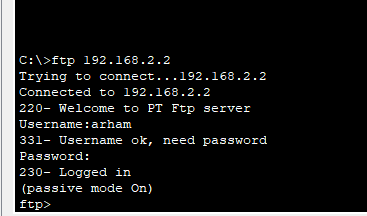 C:\>ftp 192.168.2.2
Trying to connect...192.168.2.2
Connected to 192.168.2.2
220- Welcome to PT Ftp server
Username:arham
331- Username ok, need password
Password:
230- Logged in
(passive mode On)
ftp>